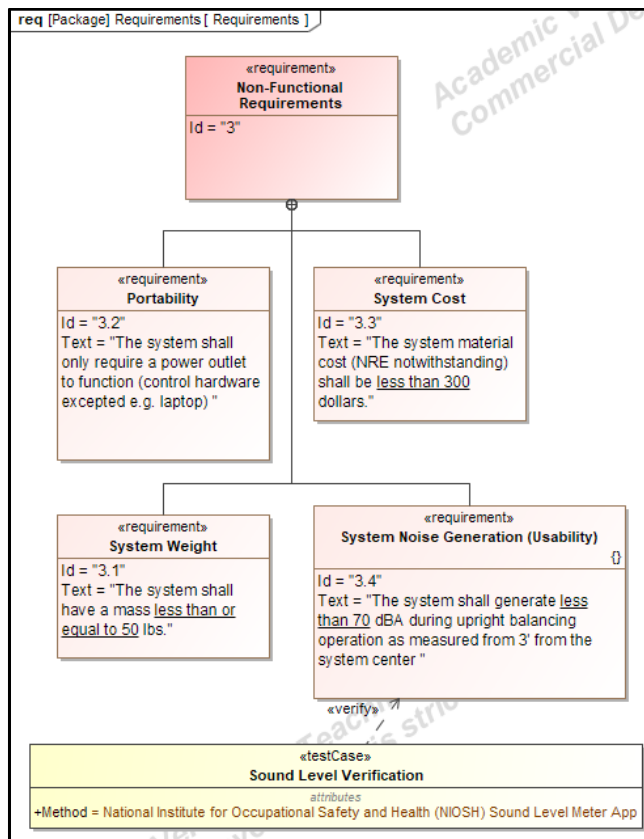 req [Package] Requirements [ Requirements ]
Academic V
Commercial De
«requirement»
Non-Functional
Requirements
Id = "3"
«requirement»
Portability
Id = "3.2"
Text = "The system shall
only require a power outlet
to function (control hardware
excepted e.g. laptop) "
«requirement»
System Cost
Id = "3.3"
Text = "The system material
cost (NRE notwithstanding)
shall be less than 300
dollars."
«requirement»
System Weight
Id = "3.1"
Text = "The system shall
have a mass less than or
equal to 50 lbs."
«requirement»
System Noise Generation (Usability)
{}
Id = "3.4"
Text = "The system shall generate less
than 70 dBA during upright balancing
operation as measured from 3' from the
system center "
«verify»
Teachi
is stric
«testCase»
Sound Level Verification
attributes
+Method = National Institute for Occupational Safety and Health (NIOSH) Sound Level Meter App